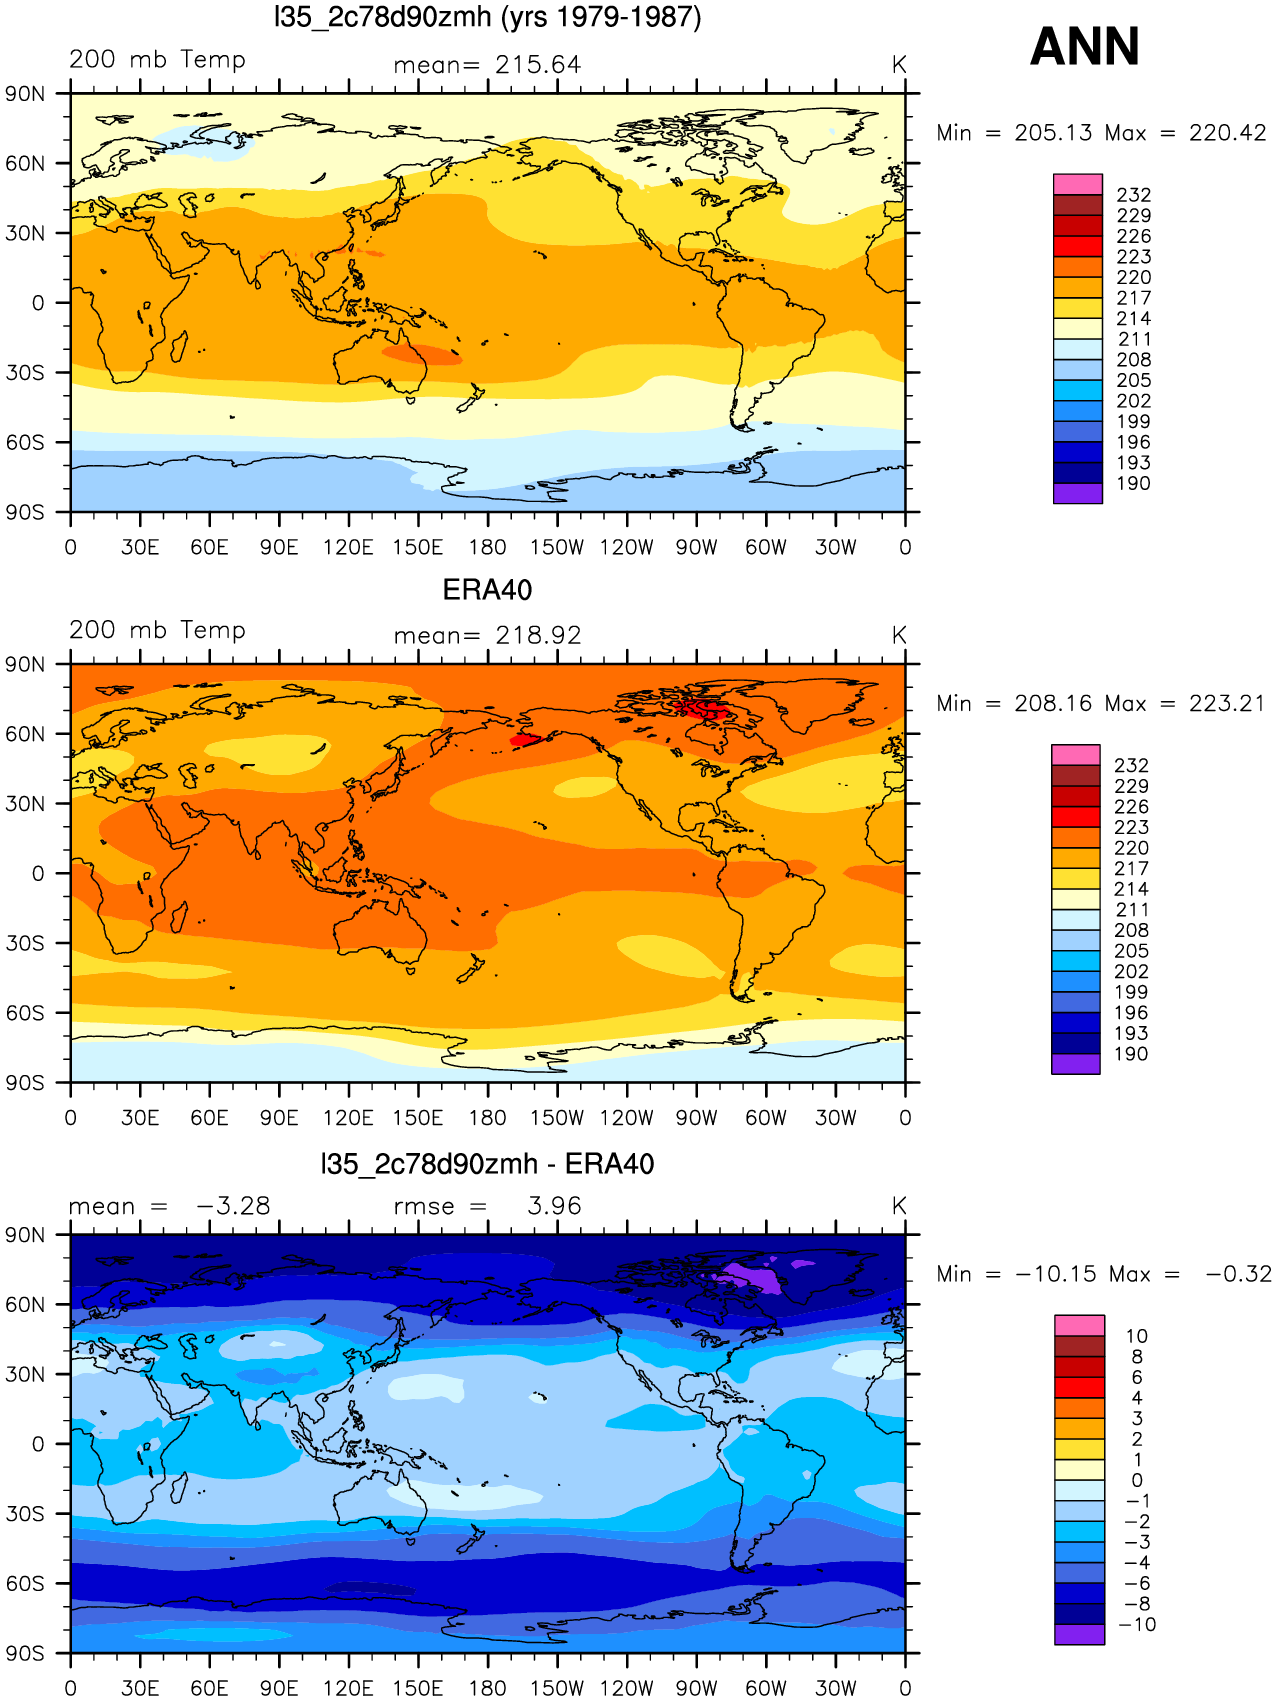 l35_2c78d90zmh (yrs 1979-1987)
ANN
200 mb Temp mean= 215.64 K
Min = 205.13 Max = 220.42
90N
60N
30N
0
30S
60S
90S
0 30E 60E 90E 120E 150E 180 150W 120W 90W 60W 30W 0
232
229
226
223
220
217
214
211
208
205
202
199
196
193
190
ERA40
200 mb Temp mean= 218.92 K
Min = 208.16 Max = 223.21
90N
60N
30N
0
30S
60S
90S
0 30E 60E 90E 120E 150E 180 150W 120W 90W 60W 30W 0
232
229
226
223
220
217
214
211
208
205
202
199
196
193
190
l35_2c78d90zmh - ERA40
mean = −3.28 rmse = 3.96 K
Min = −10.15 Max = −0.32
90N
60N
30N
0
30S
60S
90S
0 30E 60E 90E 120E 150E 180 150W 120W 90W 60W 30W 0
10
8
6
4
3
2
1
0
−1
−2
−3
−4
−6
−8
−10